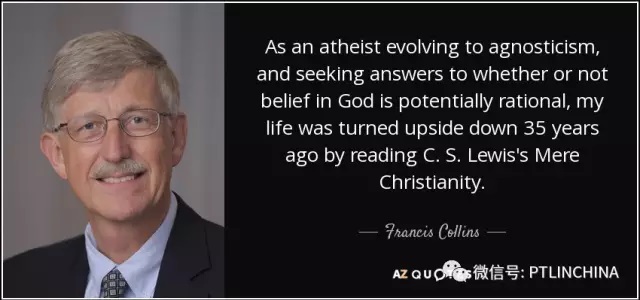 As an atheist evolving to agnosticism,
and seeking answers to whether or not
belief in God is potentially rational, my
life was turned upside down 35 years
ago by reading C. S. Lewis's Mere
Christianity.
— Francis Collins —
微信号: PTLINCHINA